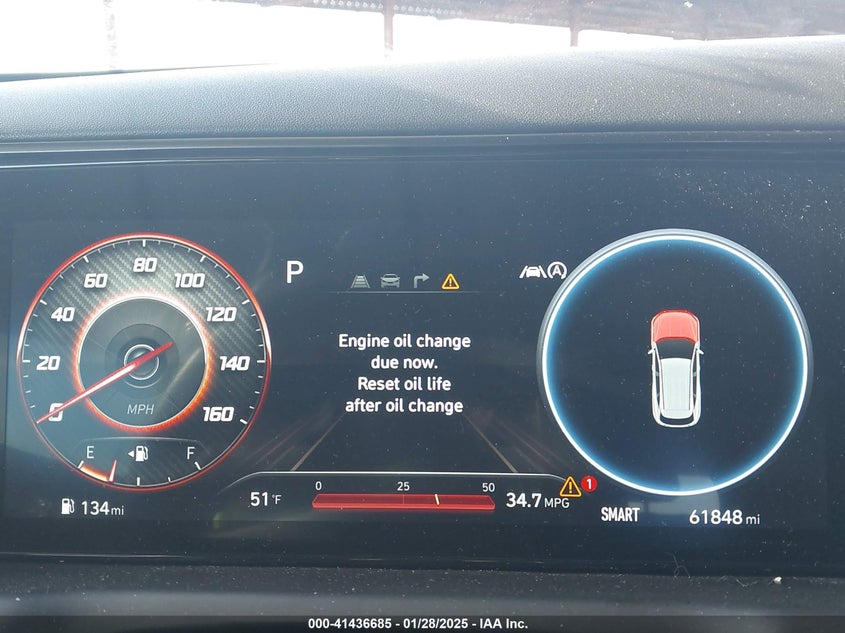 80
60
100
40
120
20
140
0
MPH
160
E
F
134 mi
P
A
Engine oil change
due now.
Reset oil life
after oil change
0
25
50
51°F
34.7 MPG
1
SMART
61848 mi
000-41436685 - 01/28/2025 - IAA Inc.